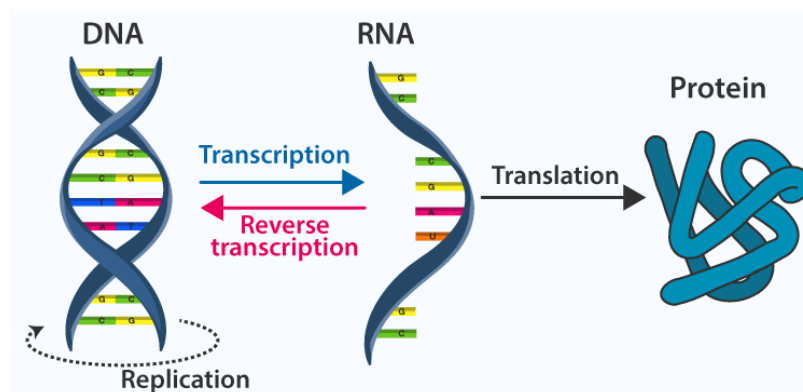 DNA
RNA
Protein
G C
G
C G
C
G C
C
C G
G
T A
A
A T
U
G C
G
C G
C
Transcription
Reverse
transcription
Translation
Replication